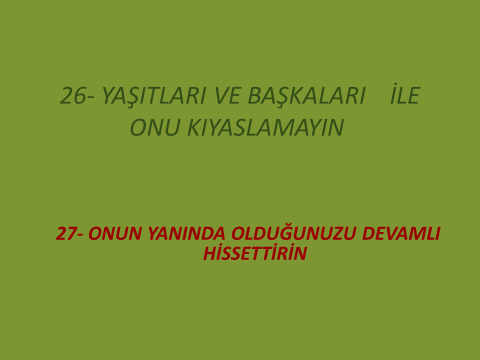 26- YAŞITLARI VE BAŞKALARI İLE
ONU KIYASLAMAYIN
27- ONUN YANINDA OLDUĞUNUZU DEVAMLI
HİSSETTİRİN